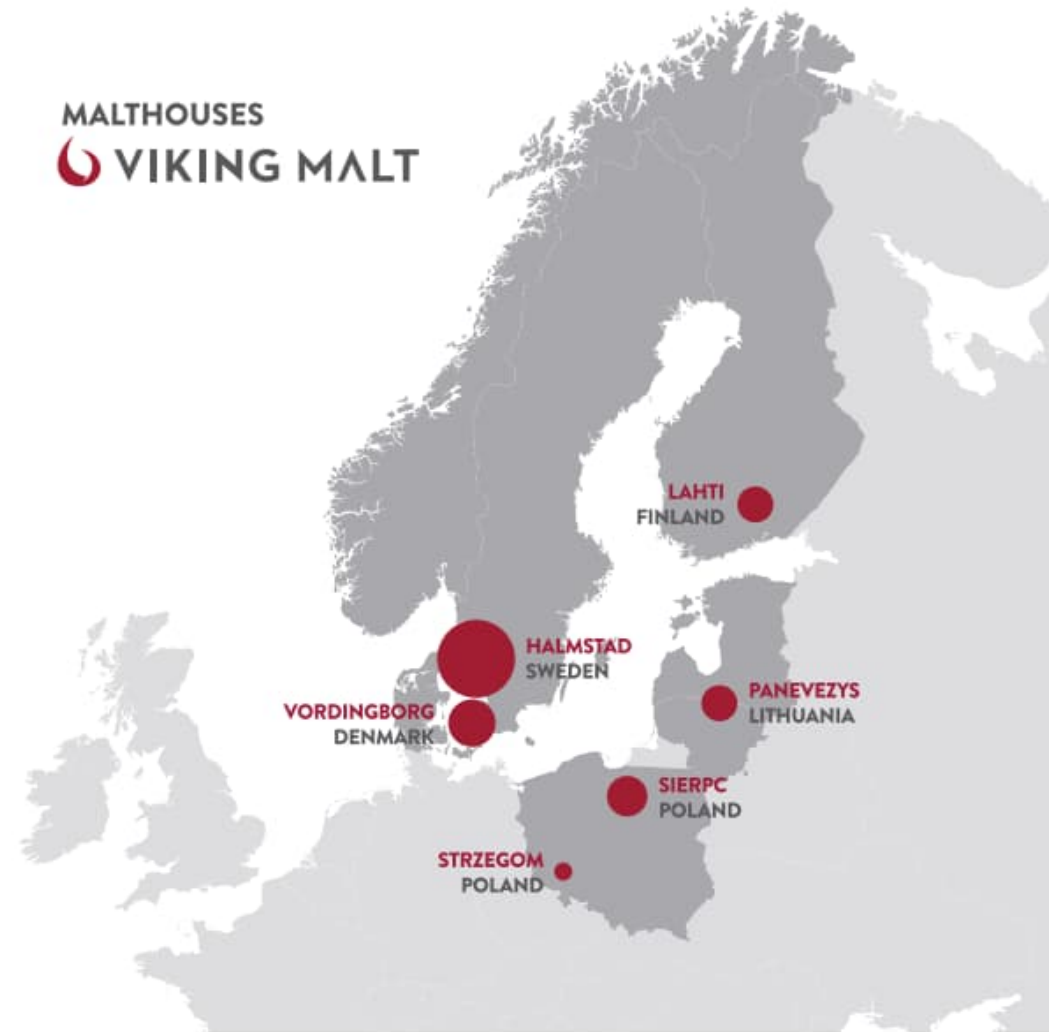 MALTHOUSES
VIKING MALT
LAHTI
FINLAND
HALMSTAD
SWEDEN
VORDINGBORG
DENMARK
PANEVEZYS
LITHUANIA
SIERPC
POLAND
STRZEGOM
POLAND